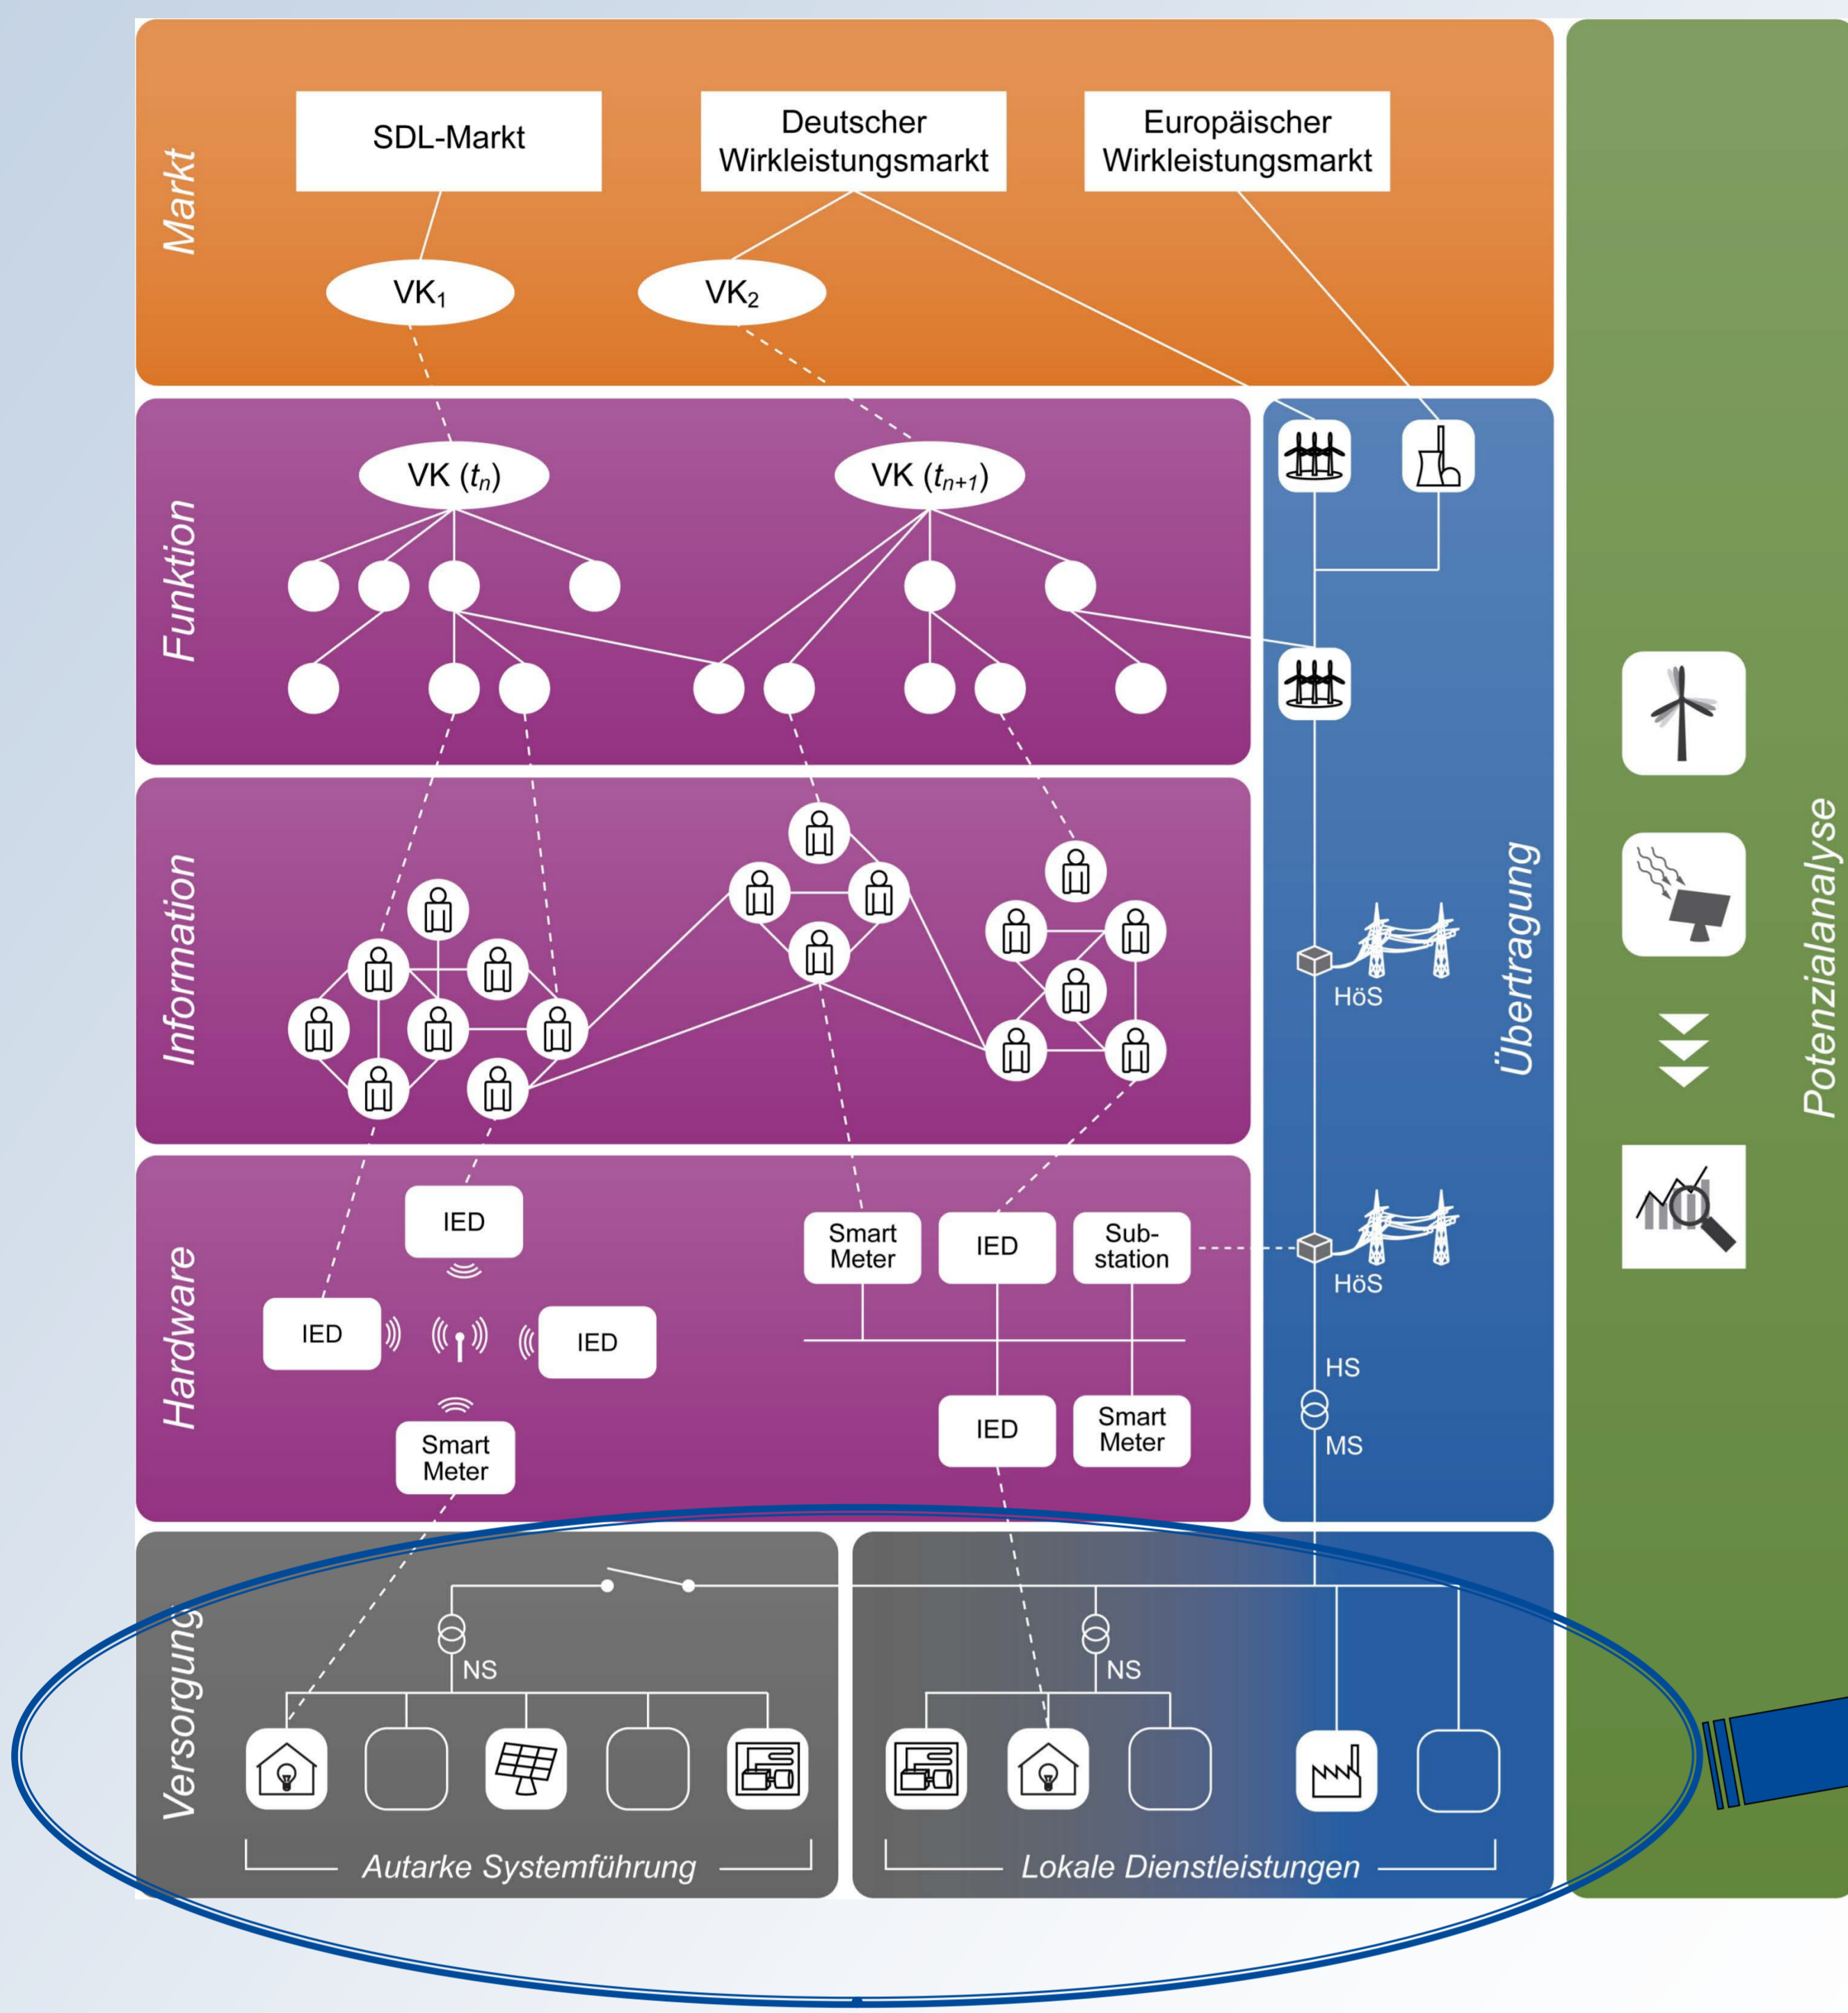 Markt
SDL-Markt
Deutscher
Wirkleistungsmarkt
Europäischer
Wirkleistungsmarkt
VK₁
VK₂
Funktion
VK (tₙ)
VK (tₙ₊₁)
Information
Übertragung
HöS
HöS
HS
MS
Potenzialanalyse
Hardware
IED
IED
IED
Smart
Meter
Smart
Meter
IED
Sub-
station
IED
Smart
Meter
Versorgung
NS
NS
Autarke Systemführung
Lokale Dienstleistungen